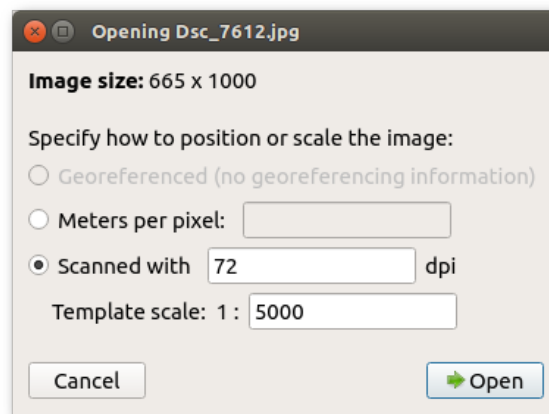 Opening Dsc_7612.jpg
Image size: 665 x 1000
Specify how to position or scale the image:
Georeferenced (no georeferencing information)
Meters per pixel:
Scanned with 72 dpi
Template scale: 1 : 5000
Cancel Open